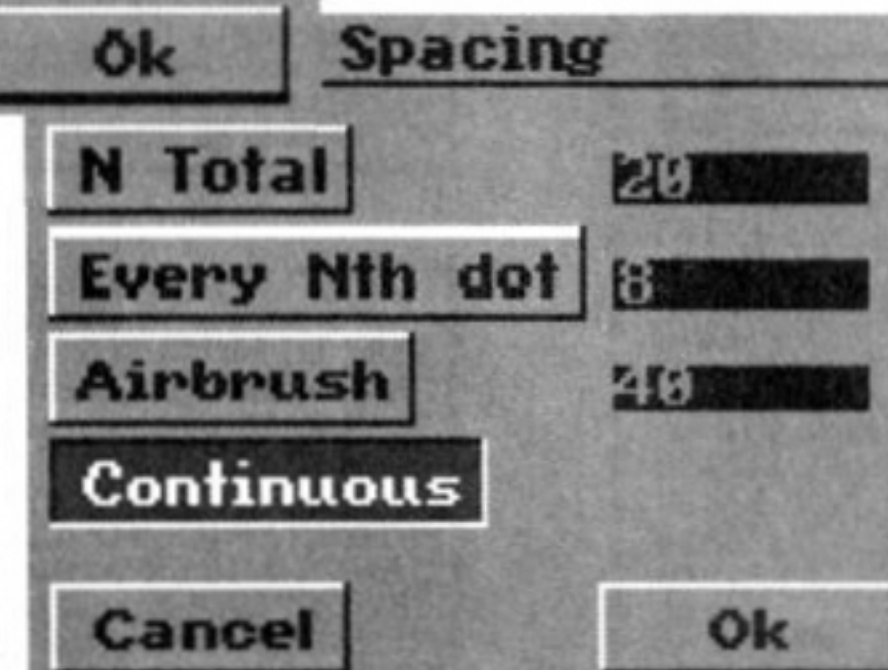 Ok
Spacing
N Total 20
Every Nth dot 8
Airbrush 40
Continuous
Cancel Ok